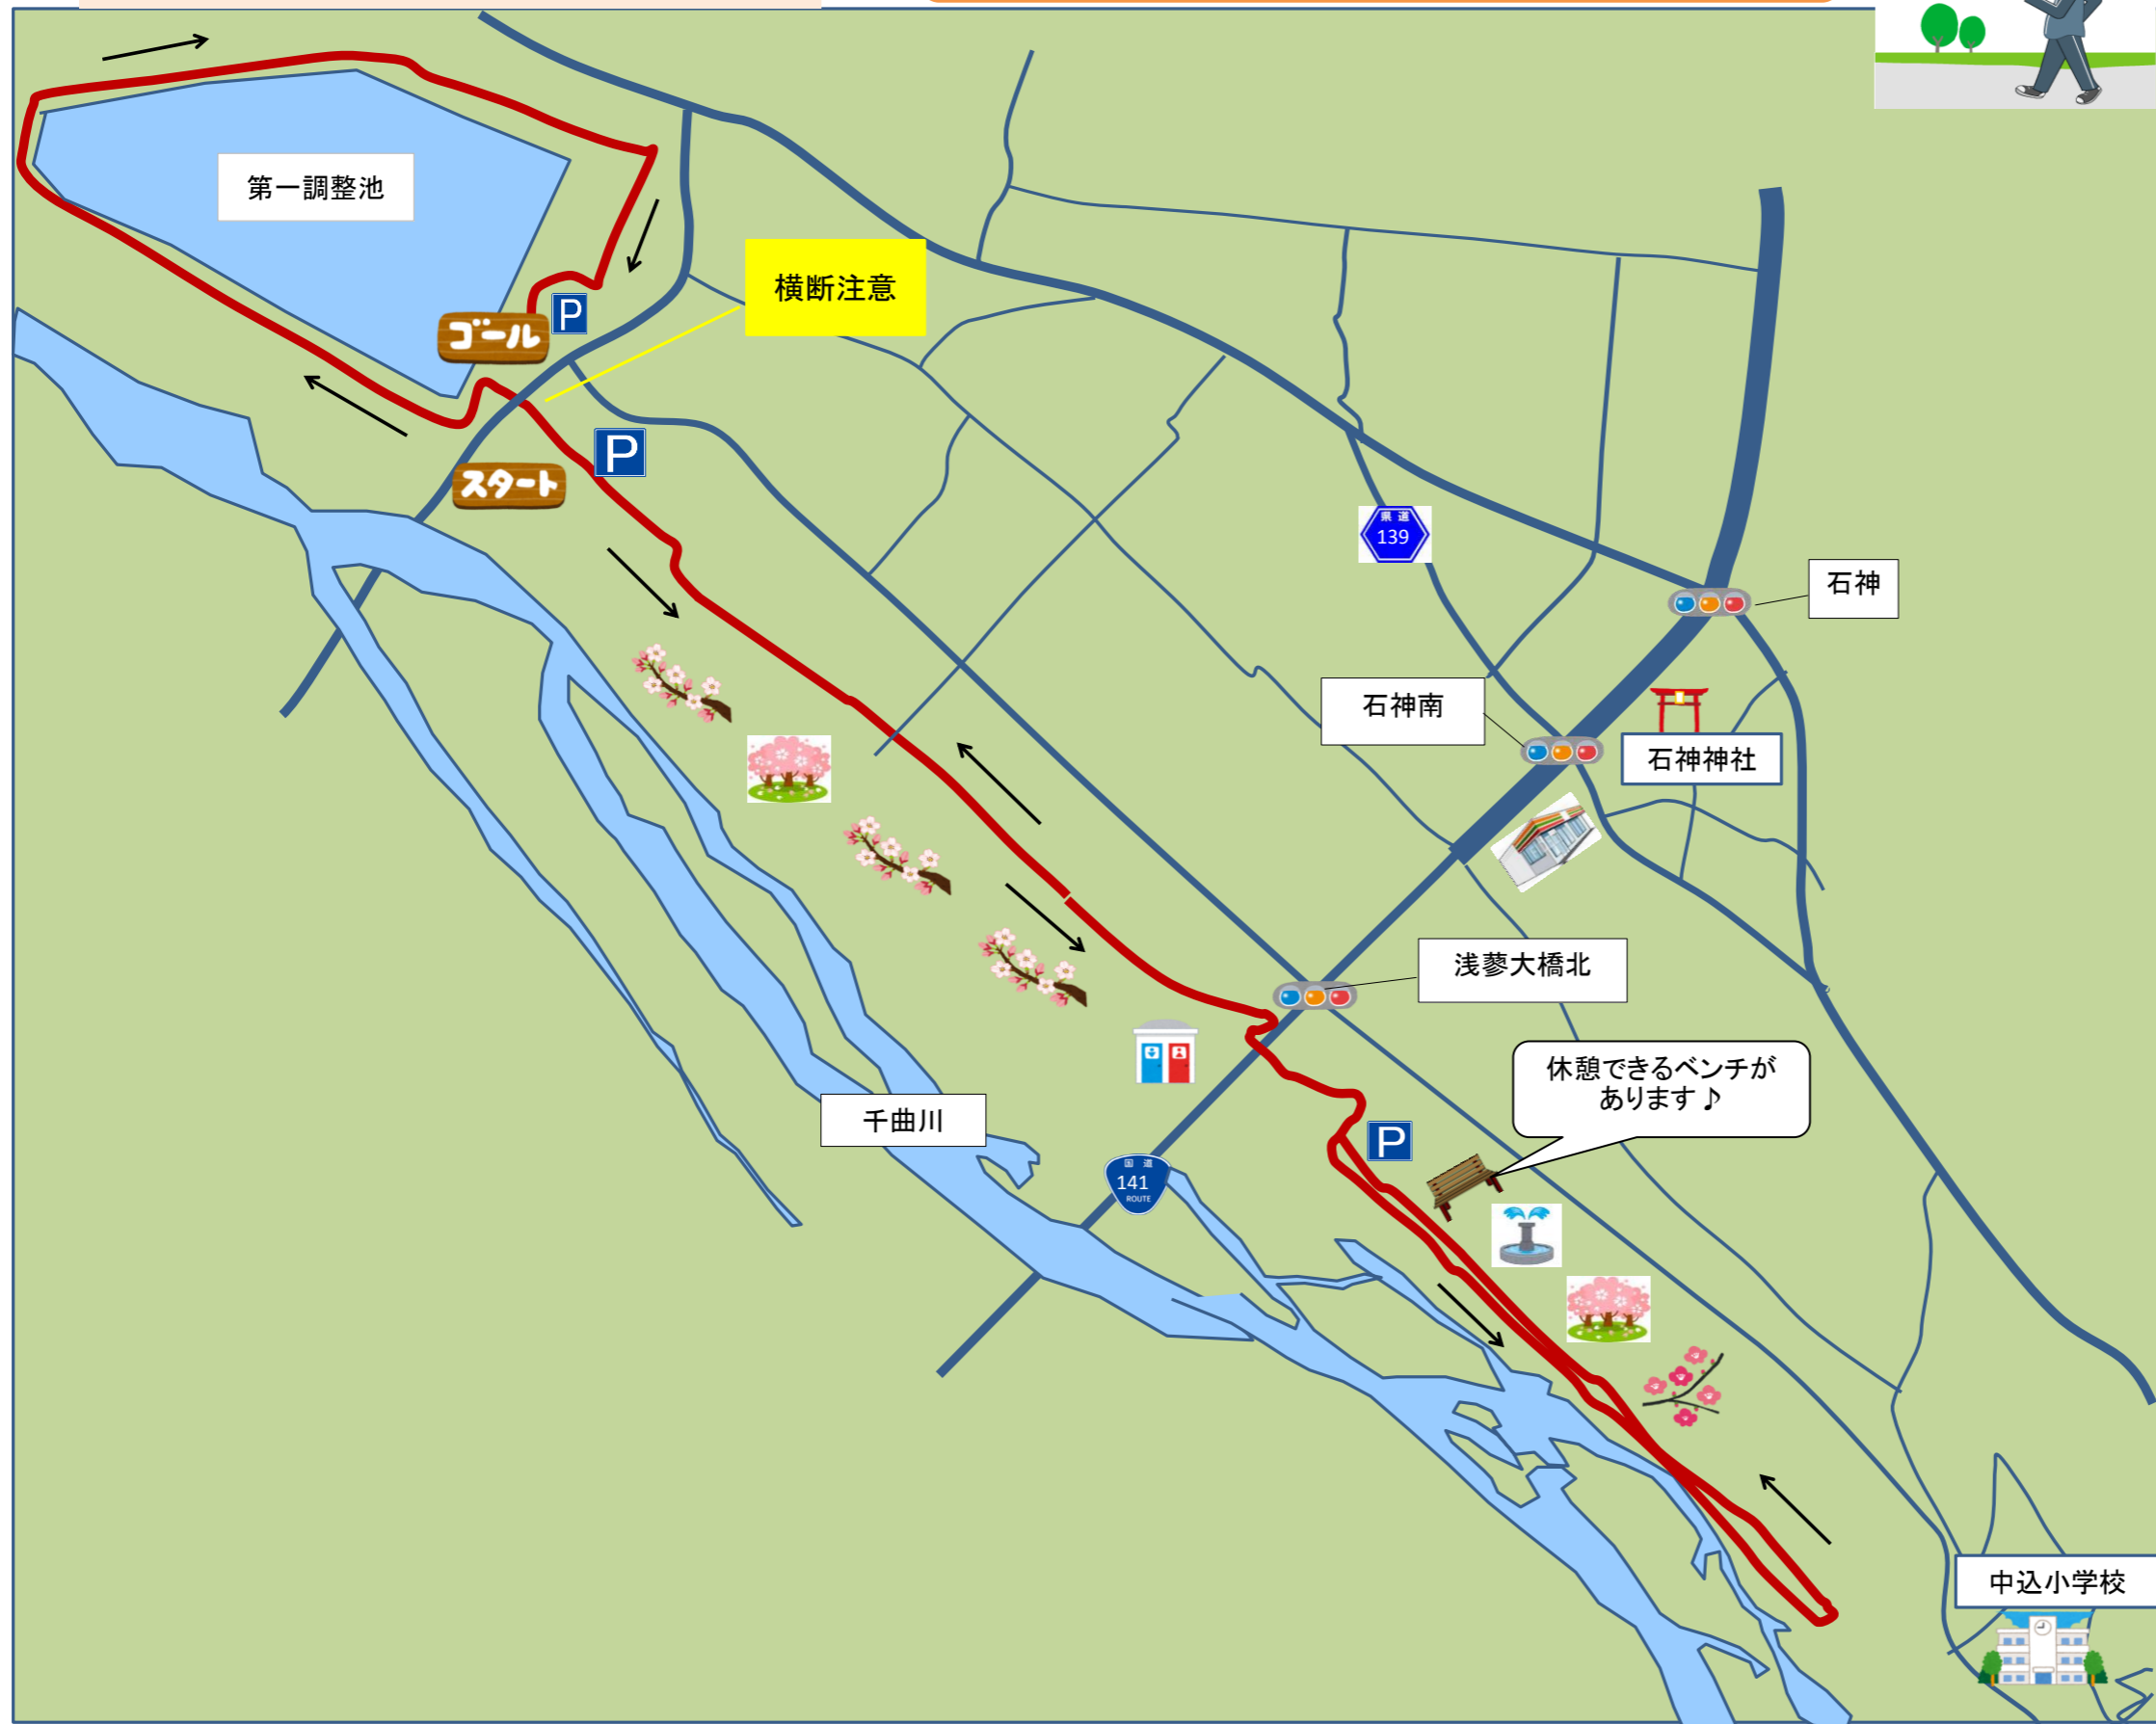 第一調整池
横断注意
P
ゴール
P
スタート
県道
139
石神
石神南
石神神社
浅蓼大橋北
休憩できるベンチが
あります♪
千曲川
P
国道
141
ROUTE
中込小学校